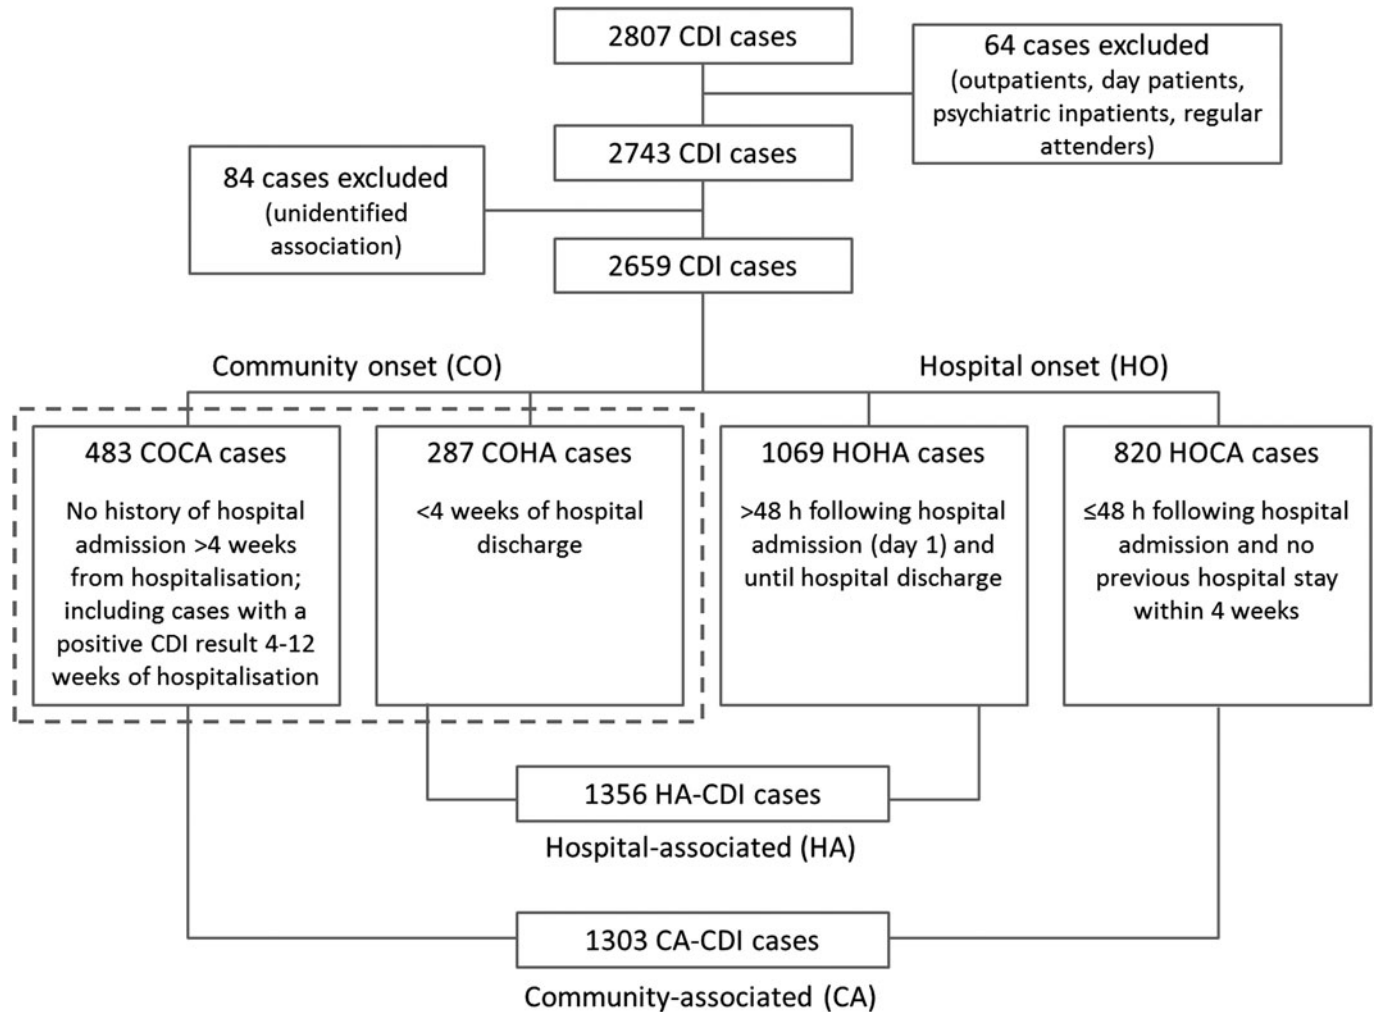 2807 CDI cases
64 cases excluded
(outpatients, day patients,
psychiatric inpatients, regular
attenders)
2743 CDI cases
84 cases excluded
(unidentified
association)
2659 CDI cases
Community onset (CO)
Hospital onset (HO)
483 COCA cases
No history of hospital
admission >4 weeks
from hospitalisation;
including cases with a
positive CDI result 4-12
weeks of hospitalisation
287 COHA cases
<4 weeks of hospital
discharge
1069 HOHA cases
>48 h following hospital
admission (day 1) and
until hospital discharge
820 HOCA cases
≤48 h following hospital
admission and no
previous hospital stay
within 4 weeks
1356 HA-CDI cases
Hospital-associated (HA)
1303 CA-CDI cases
Community-associated (CA)